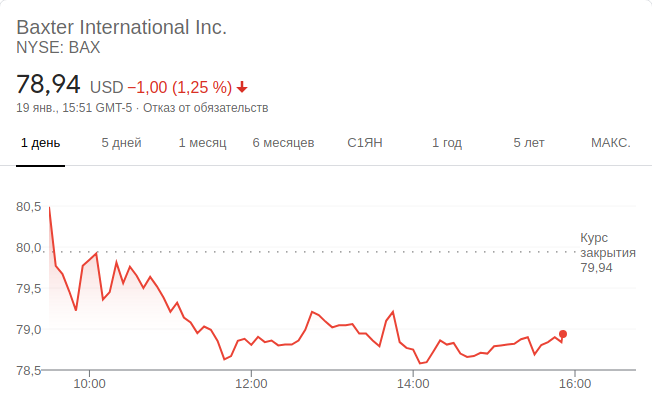 Baxter International Inc.
NYSE: BAX
78,94 USD −1,00 (1,25 %)
19 янв., 15:51 GMT-5 · Отказ от обязательств
1 день 5 дней 1 месяц 6 месяцев С1ЯН 1 год 5 лет МАКС.
80,5
Курс
80,0 закрытия
79,94
79,5
79,0
78,5
10:00 12:00 14:00 16:00